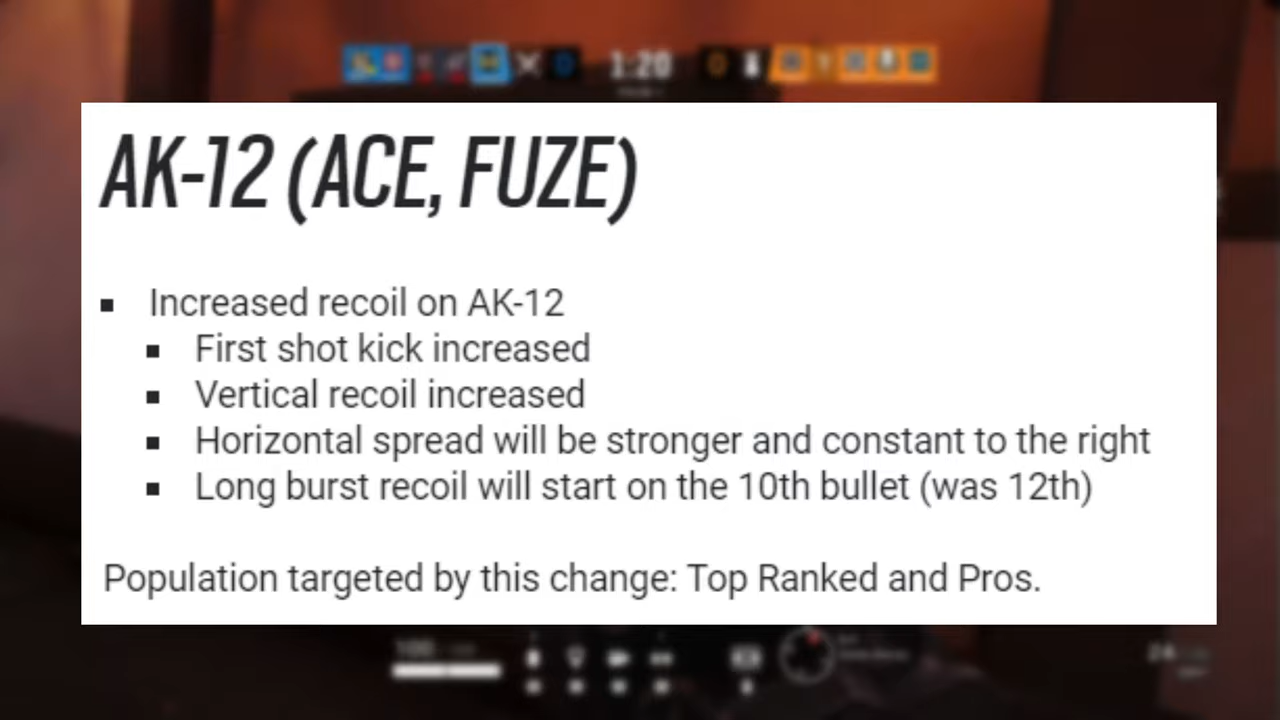 1:20
AK-12 (ACE, FUZE)
Increased recoil on AK-12
First shot kick increased
Vertical recoil increased
Horizontal spread will be stronger and constant to the right
Long burst recoil will start on the 10th bullet (was 12th)
Population targeted by this change: Top Ranked and Pros.